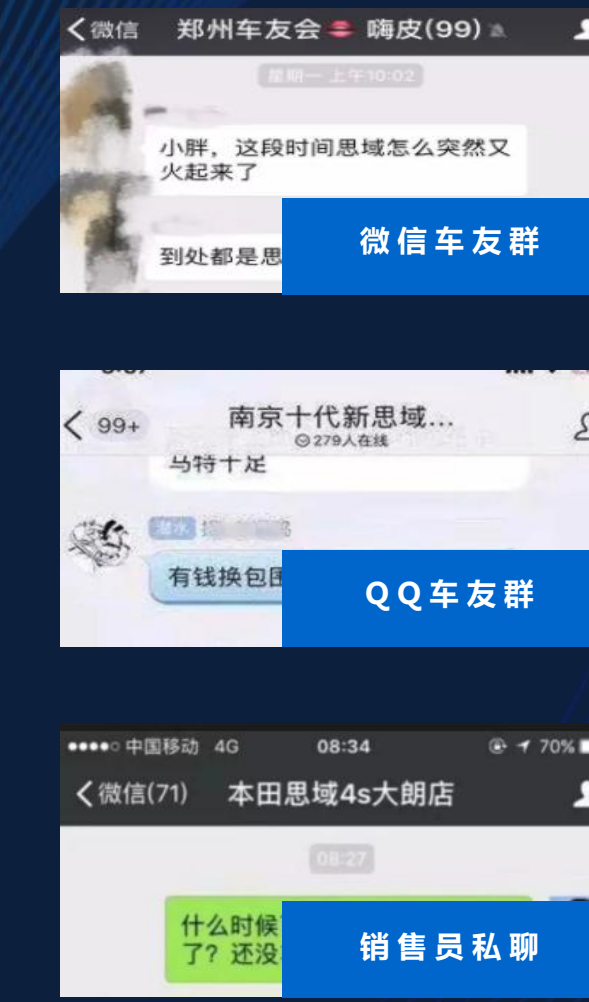 微信 郑州车友会 嗨皮(99)
星期一 上午10:02
小胖，这段时间思域怎么突然又
火起来了
到处都是思
微信车友群
99+ 南京十代新思域...
279人在线
马特十足
潜水
有钱换包围
QQ车友群
中国移动 4G 08:34 70%
微信(71) 本田思域4s大朗店
08:27
什么时候
了？还没
销售员私聊